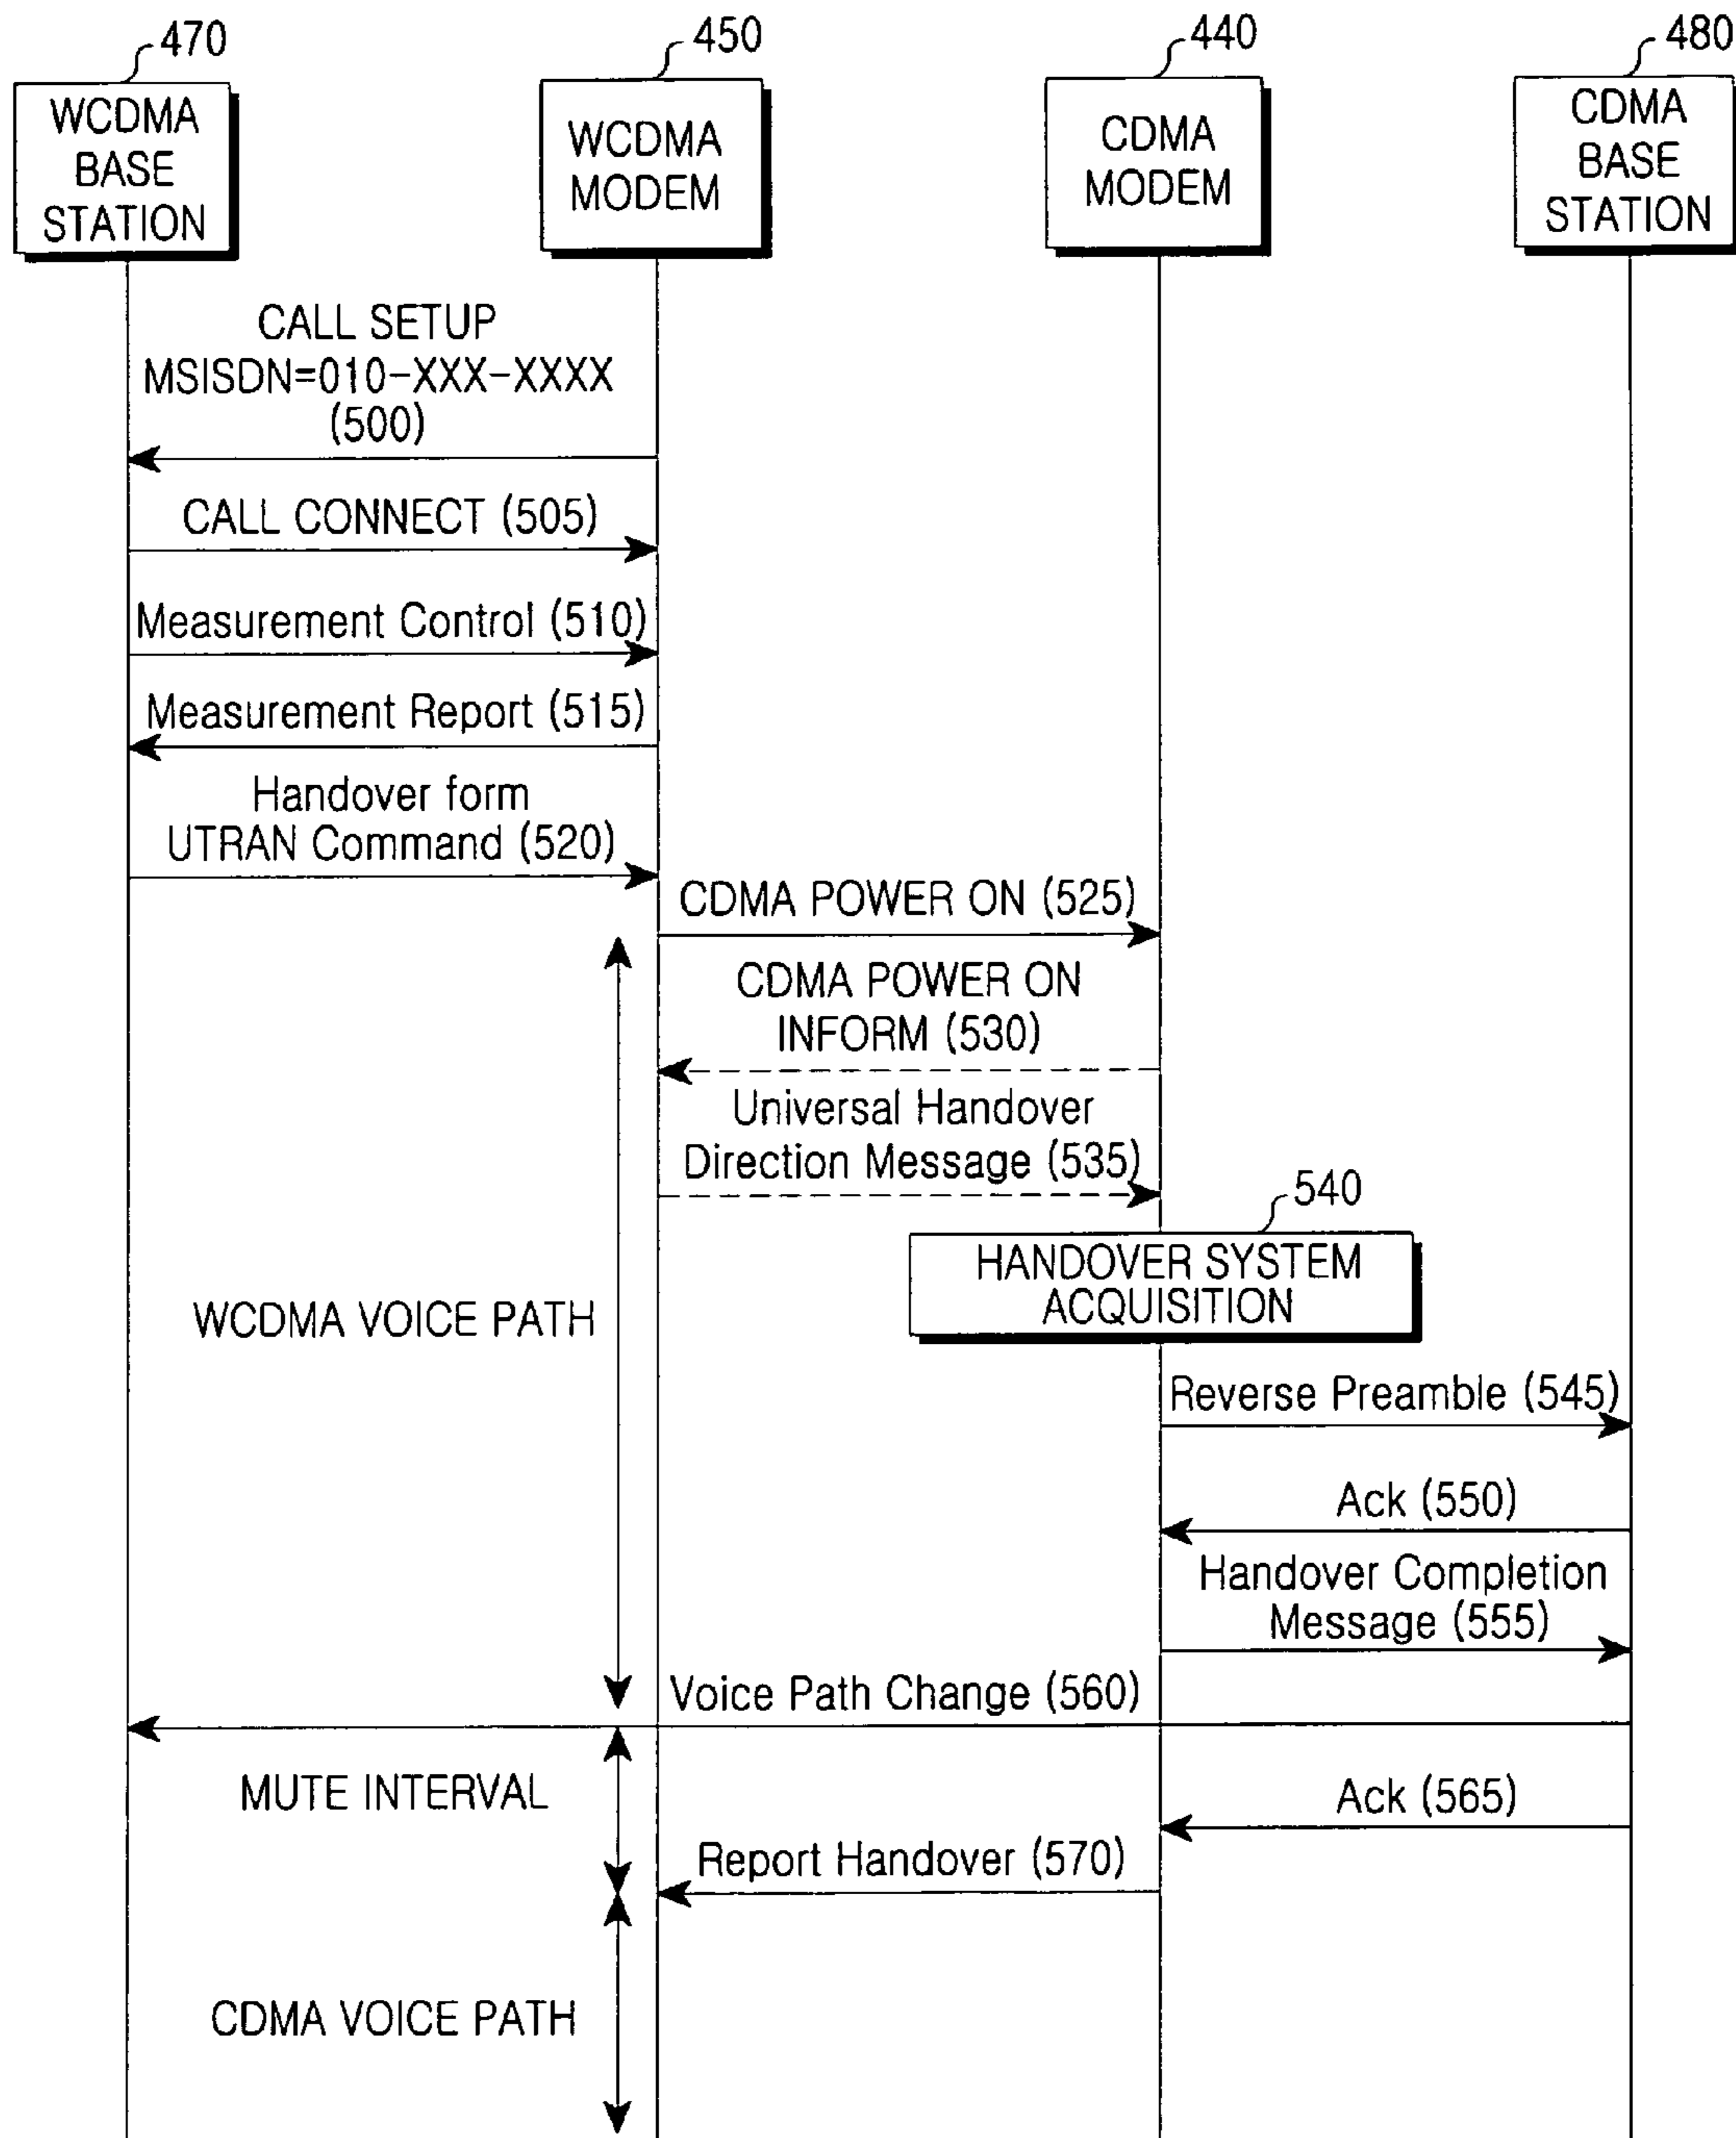 470
450
440
480
WCDMA
BASE
STATION
WCDMA
MODEM
CDMA
MODEM
CDMA
BASE
STATION
CALL SETUP
MSISDN=010-XXX-XXXX
(500)
CALL CONNECT (505)
Measurement Control (510)
Measurement Report (515)
Handover form
UTRAN Command (520)
CDMA POWER ON (525)
CDMA POWER ON
INFORM (530)
Universal Handover
Direction Message (535)
540
HANDOVER SYSTEM
ACQUISITION
WCDMA VOICE PATH
Reverse Preamble (545)
Ack (550)
Handover Completion
Message (555)
Voice Path Change (560)
MUTE INTERVAL
Ack (565)
Report Handover (570)
CDMA VOICE PATH